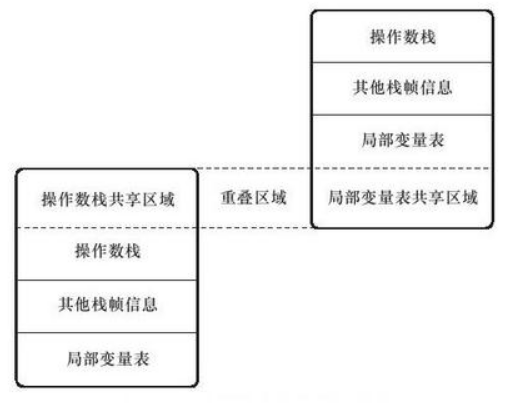 操作数栈
其他栈帧信息
局部变量表
操作数栈共享区域
重叠区域
局部变量表共享区域
操作数栈
其他栈帧信息
局部变量表